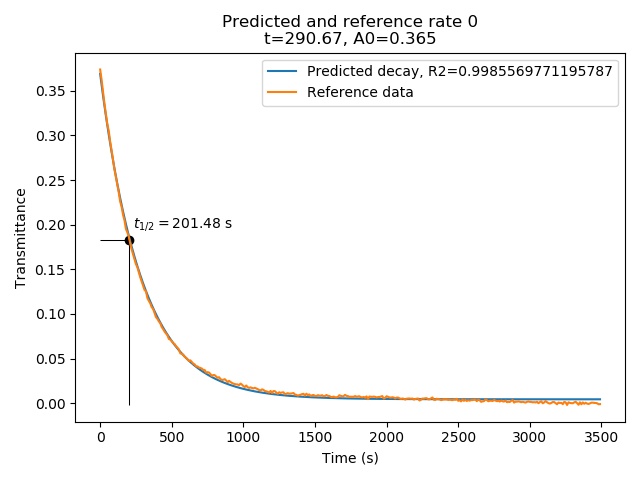 Predicted and reference rate 0
t=290.67, A0=0.365
Predicted decay, R2=0.9985569771195787
Reference data
t1/2 = 201.48 s
Transmittance
0.35
0.30
0.25
0.20
0.15
0.10
0.05
0.00
0 500 1000 1500 2000 2500 3000 3500
Time (s)